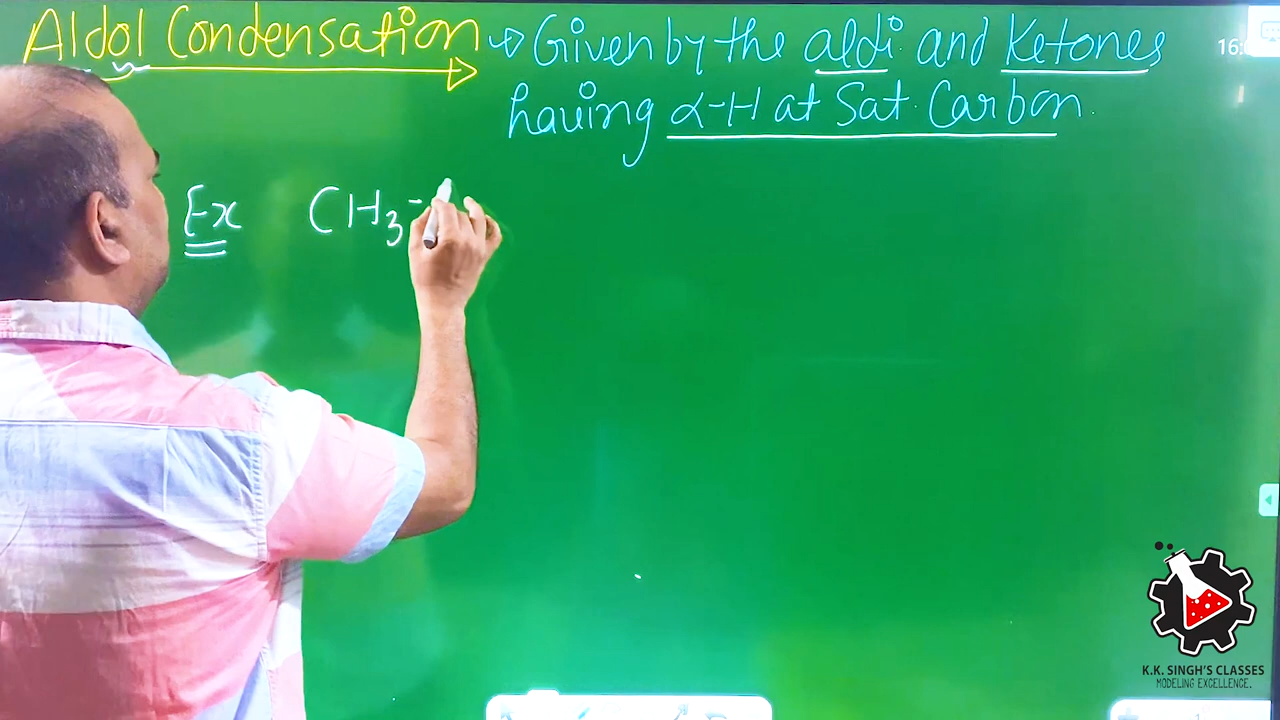 Aldol Condensation → Given by the aldi. and Ketones
having α-H at Sat. Carbon.
Ex CH3-
K.K. SINGH'S CLASSES
MODELING EXCELLENCE.